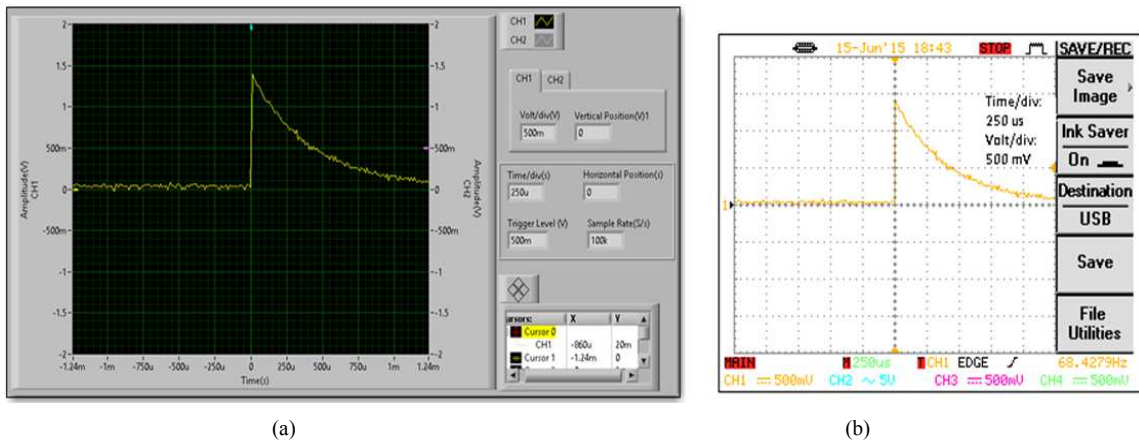 CH1
CH2
2
1.5
1
500m
0
-500m
-1
-1.5
-2
Amplitude(V)
CH1
2
1.5
1
500m
0
-500m
-1
-1.5
-2
Amplitude(V)
CH2
-1.24m -1m -750u -500u -250u 0 250u 500u 750u 1m 1.24m
Time(s)
CH1 CH2
Volt/div(V) Vertical Position(V)1
500m 0
Time/div(s) Horizontal Position(s)
250u 0
Trigger Level (V) Sample Rate(S/s)
500m 100k
ursors: X Y
Cursor 0
CH1 -860u 20m
Cursor 1 -1.24m 0
(a)
15-Jun'15 18:43 STOP SAVE/REC
Time/div:
250 us
Volt/div:
500 mV
1
Save
Image
Ink Saver
On
Destination
USB
Save
File
Utilities
MAIN M 250us T CH1 EDGE 68.4279Hz
CH1 500mV CH2 5V CH3 500mV CH4 500mV
(b)